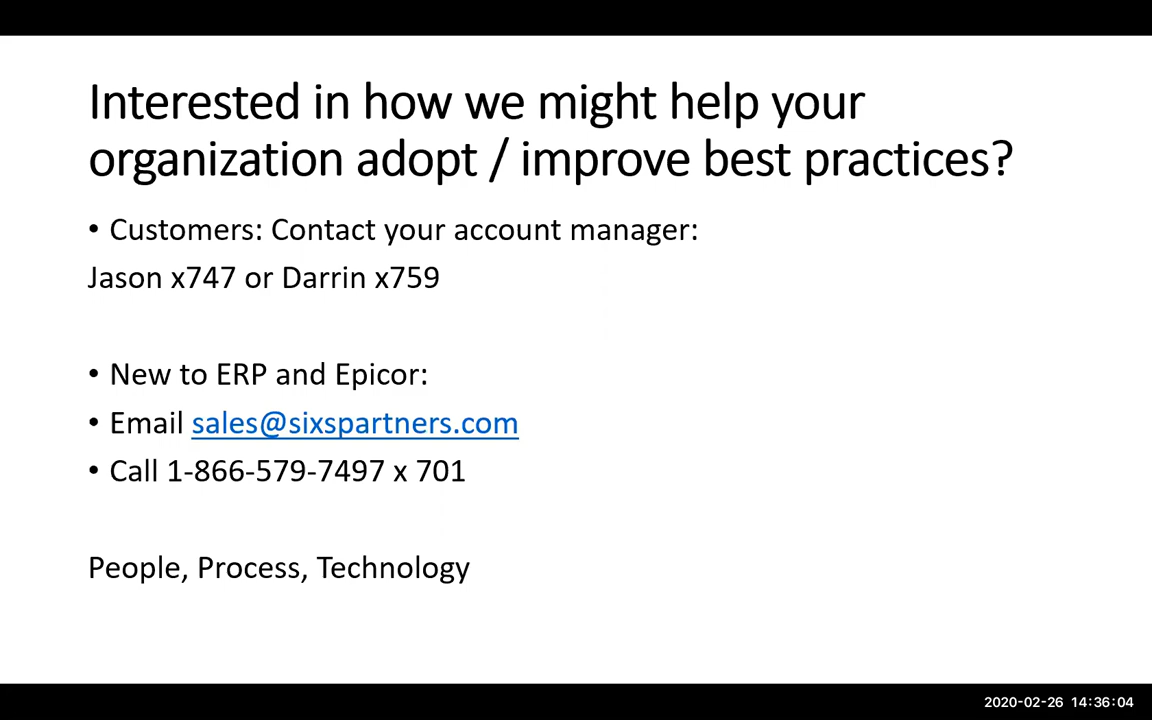 Interested in how we might help your
organization adopt / improve best practices?
• Customers: Contact your account manager:
Jason x747 or Darrin x759
• New to ERP and Epicor:
• Email sales@sixspartners.com
• Call 1-866-579-7497 x 701
People, Process, Technology
2020-02-26 14:36:04